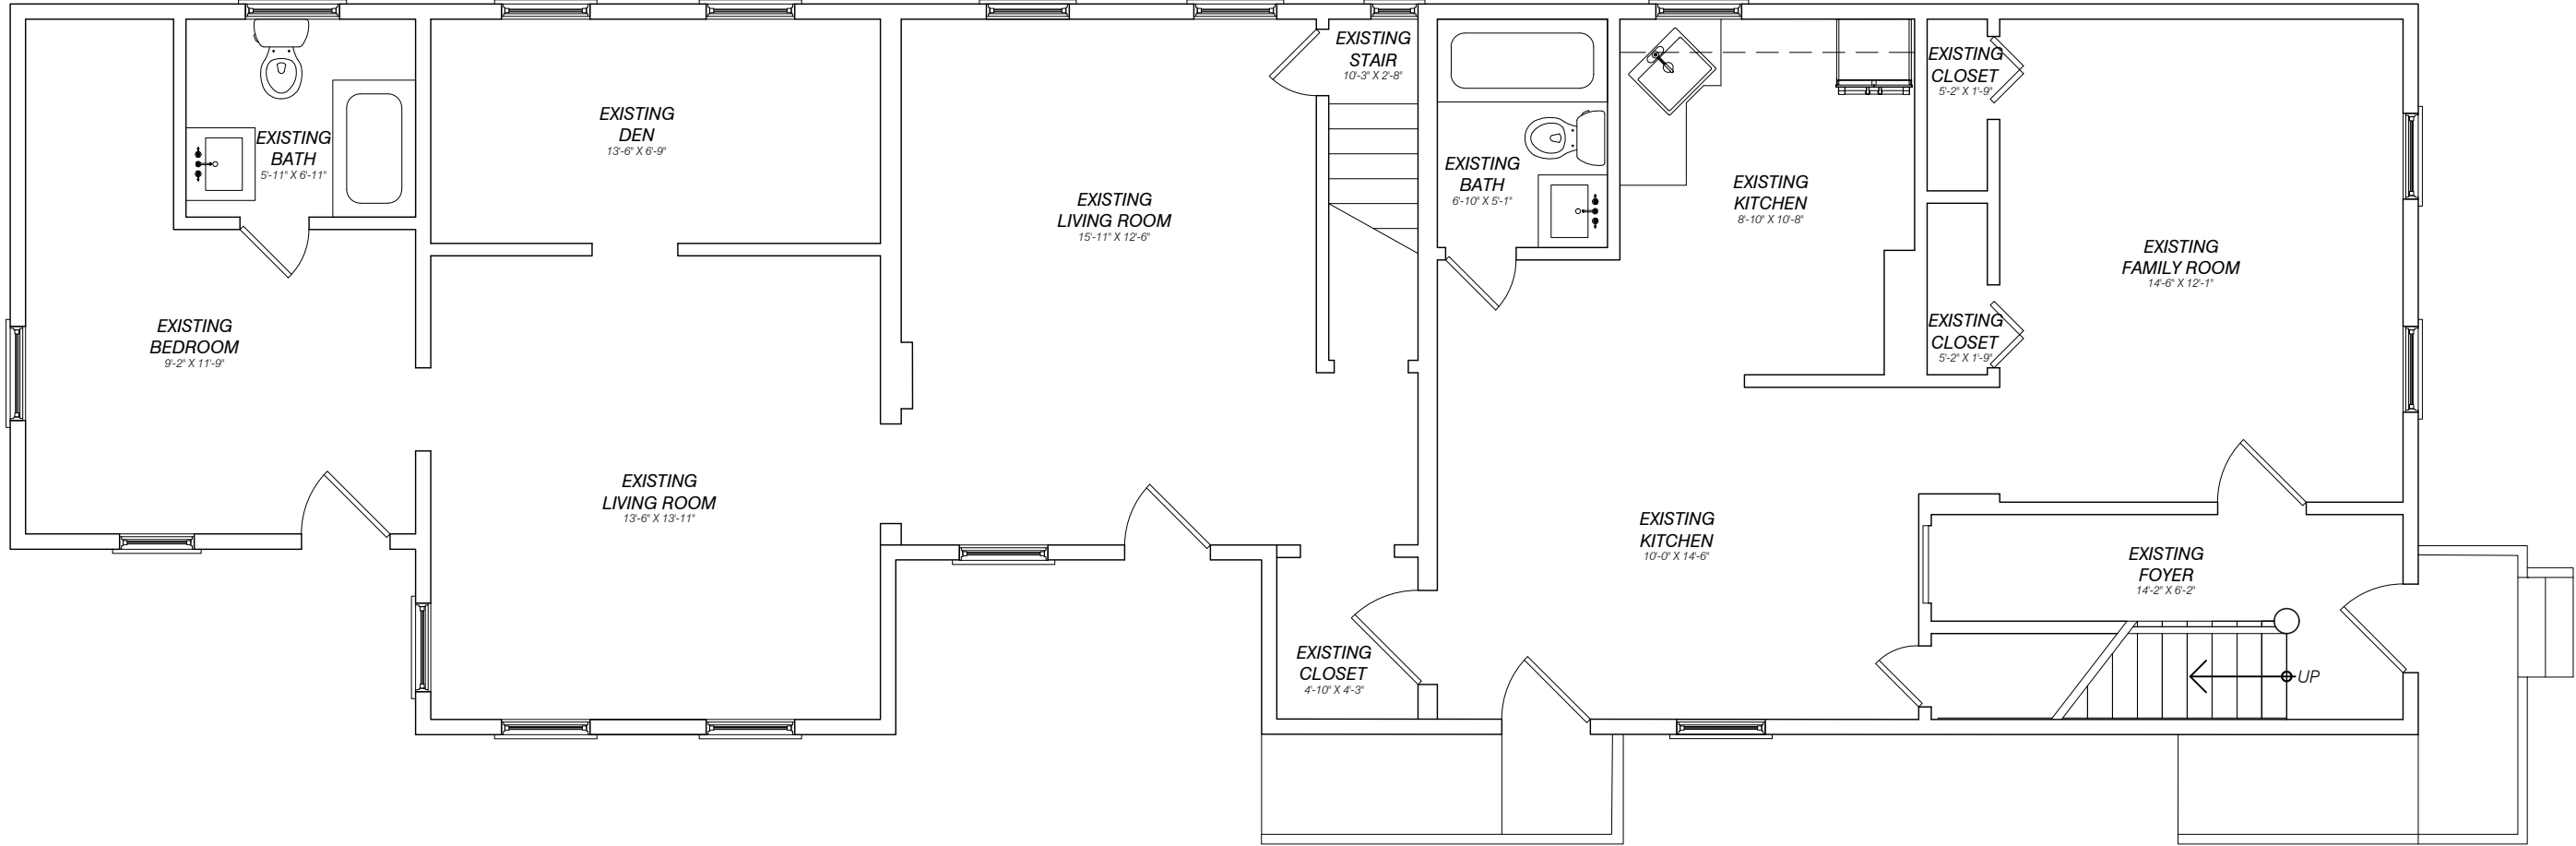 EXISTING
BATH
5'-11" X 6'-11"
EXISTING
BEDROOM
9'-2" X 11'-9"
EXISTING
DEN
13'-6" X 6'-9"
EXISTING
LIVING ROOM
13'-6" X 13'-11"
EXISTING
LIVING ROOM
15'-11" X 12'-6"
EXISTING
STAIR
10'-3" X 2'-8"
EXISTING
BATH
6'-10" X 5'-1"
EXISTING
KITCHEN
8'-10" X 10'-8"
EXISTING
CLOSET
5'-2" X 1'-9"
EXISTING
CLOSET
5'-2" X 1'-9"
EXISTING
FAMILY ROOM
14'-6" X 12'-1"
EXISTING
KITCHEN
10'-0" X 14'-6"
EXISTING
CLOSET
4'-10" X 4'-3"
EXISTING
FOYER
14'-2" X 6'-2"
UP